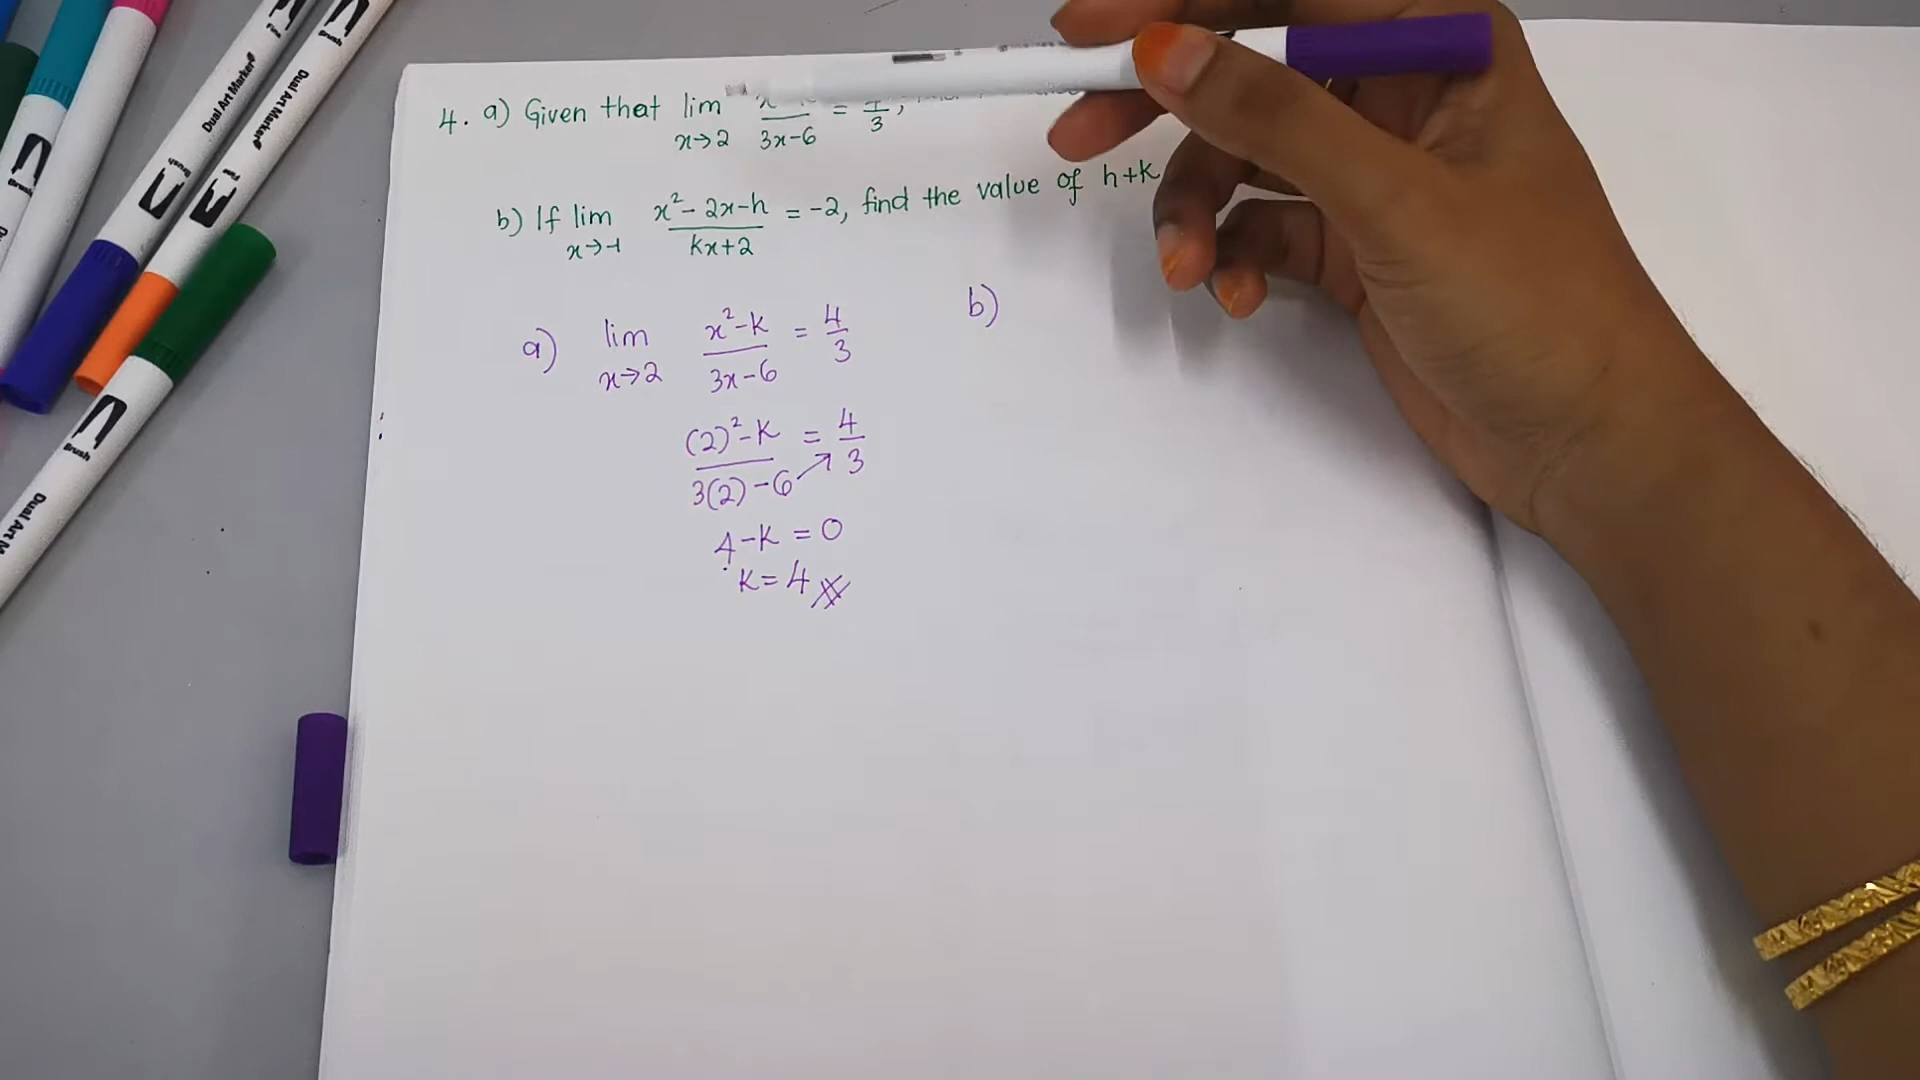 4. a) Given that lim = 4/3,
x→2 3x-6
b) If lim x²-2x-h = -2, find the value of h+k
x→-1 kx+2
a) lim x²-k = 4/3
x→2 3x-6
b)
(2)²-k = 4/3
3(2)-6
4-k = 0
k = 4
Dual Art Marker
Dual Art Marker
Brush
Brush
Dual Art M